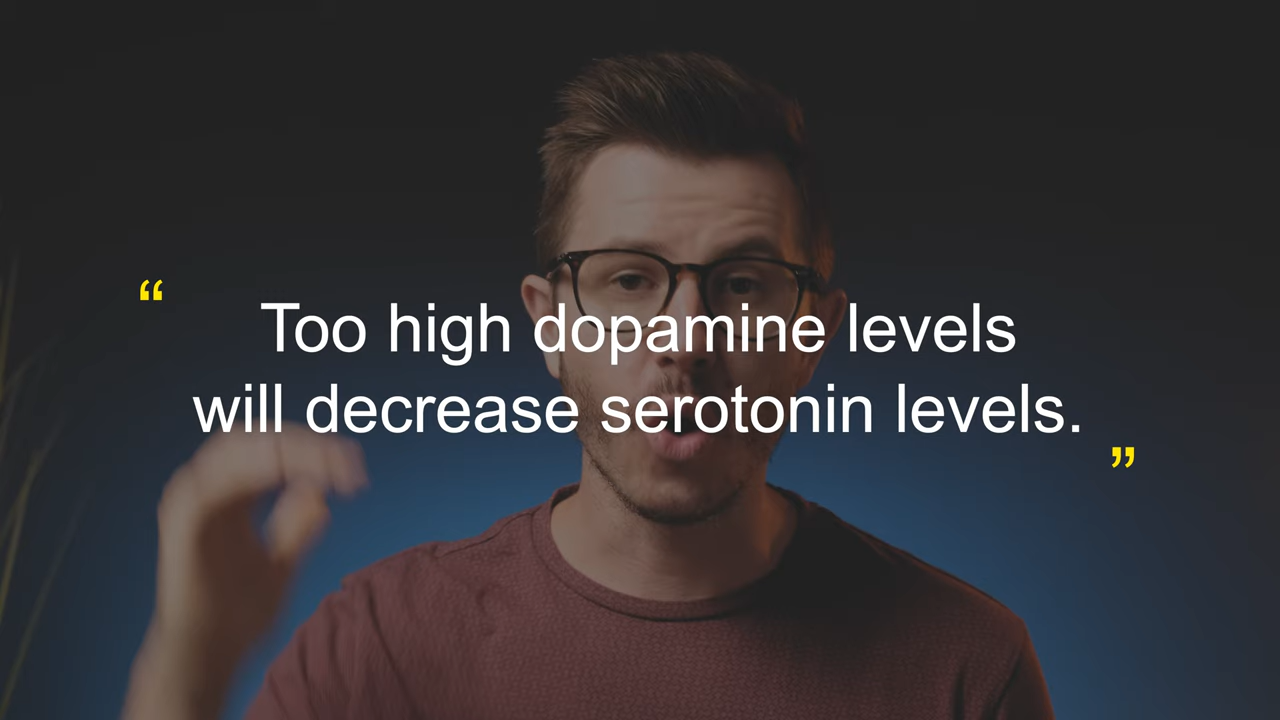 “ Too high dopamine levels
will decrease serotonin levels. ”